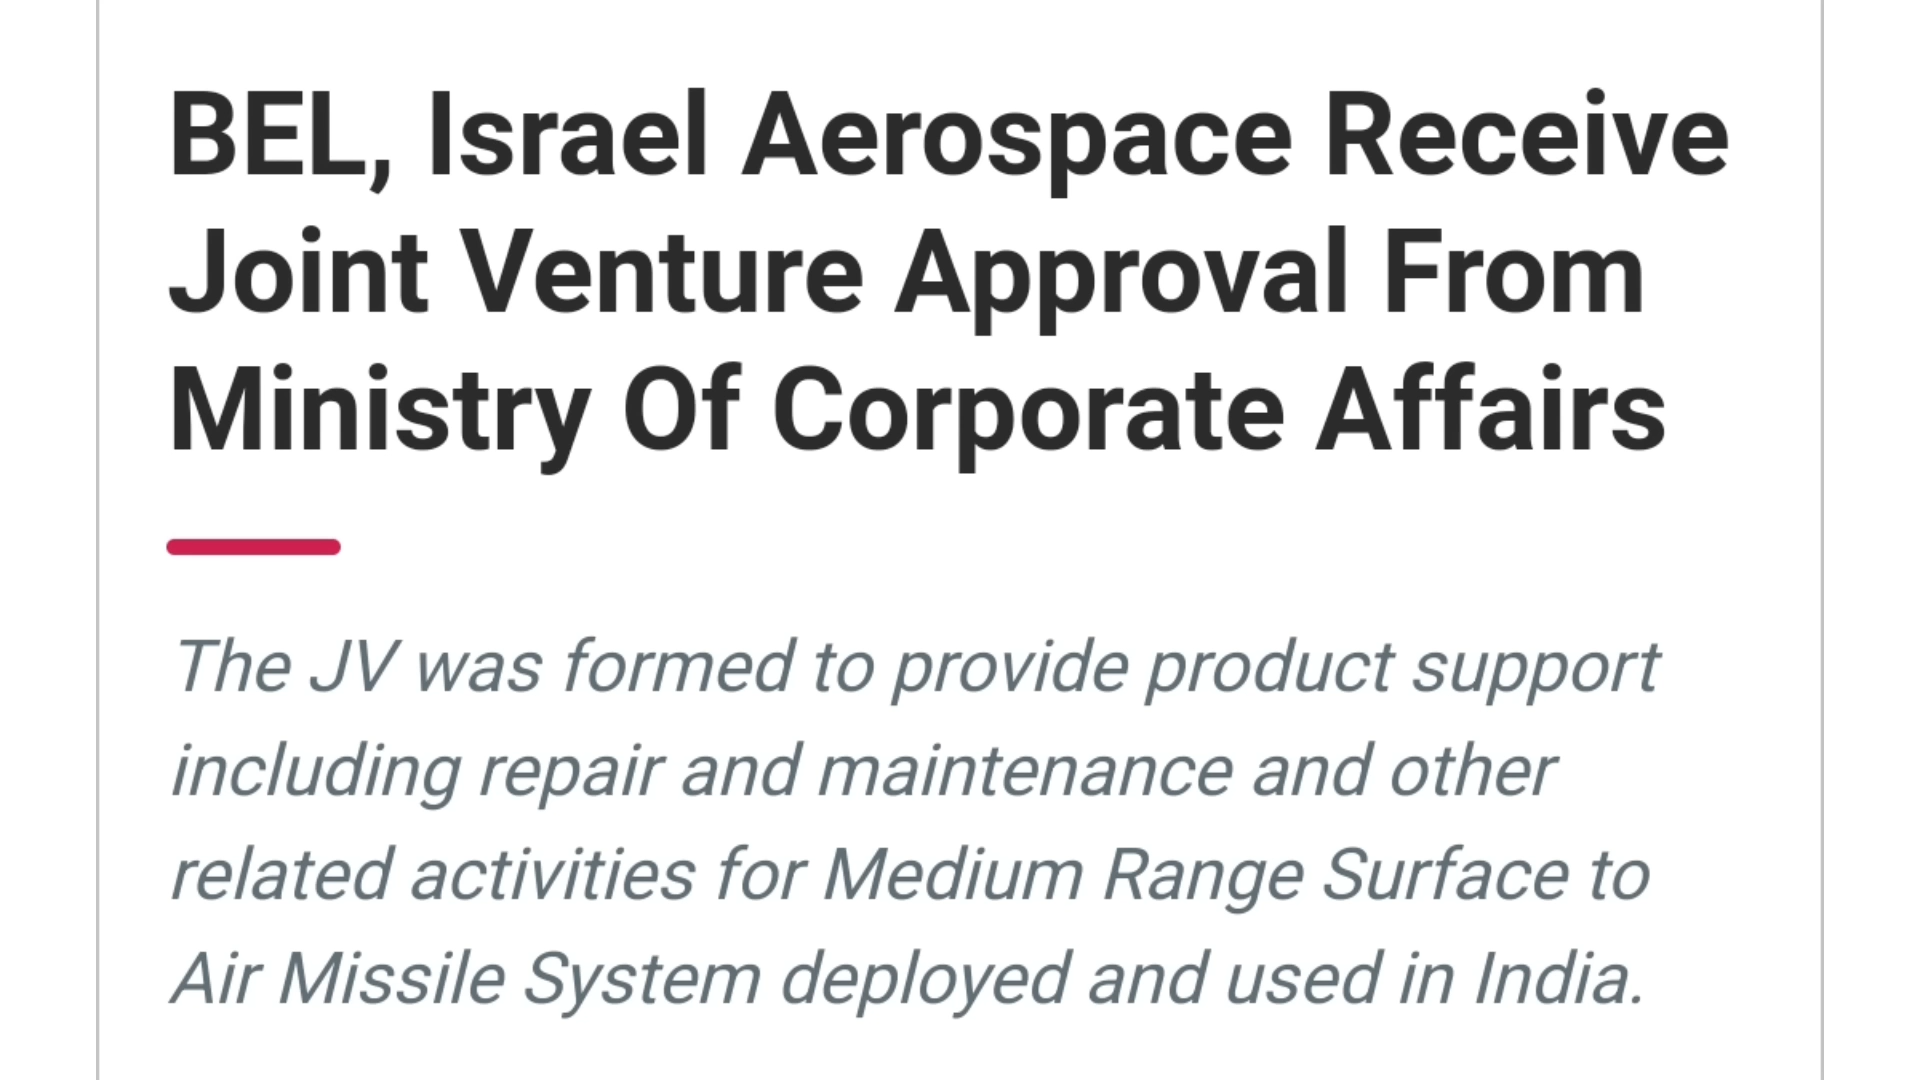 BEL, Israel Aerospace Receive
Joint Venture Approval From
Ministry Of Corporate Affairs
The JV was formed to provide product support
including repair and maintenance and other
related activities for Medium Range Surface to
Air Missile System deployed and used in India.